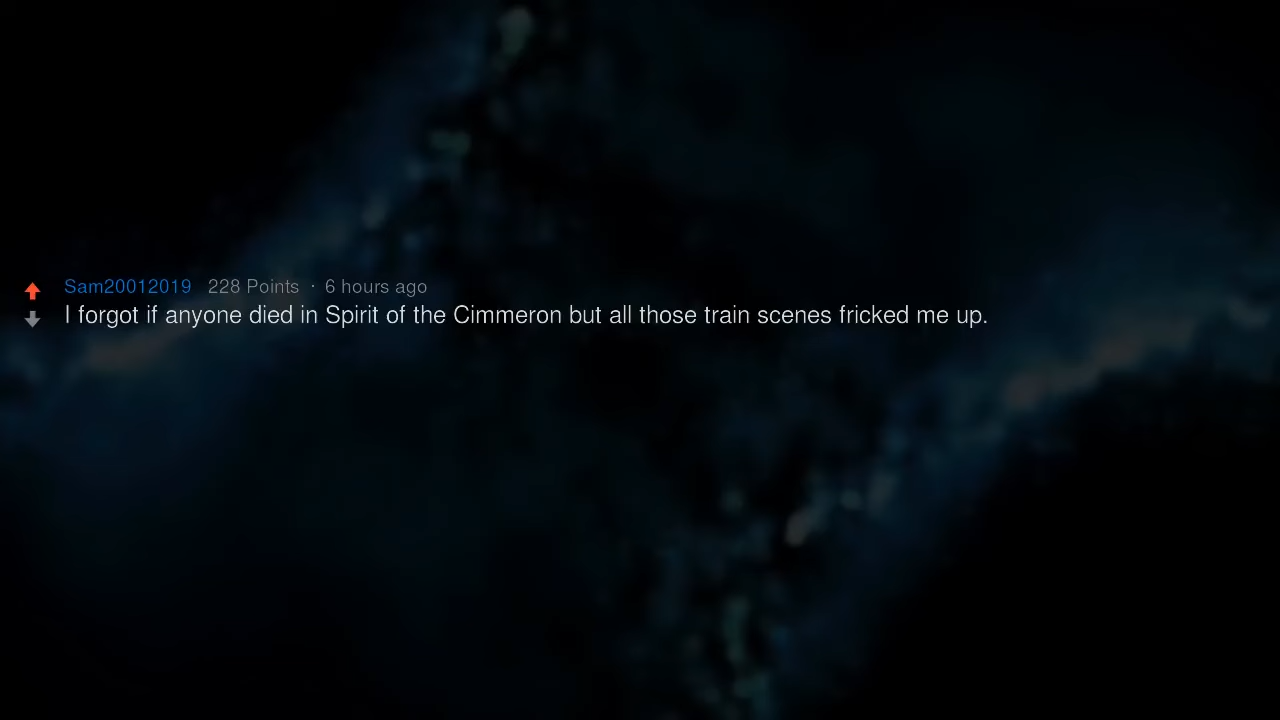 Sam20012019 228 Points · 6 hours ago
I forgot if anyone died in Spirit of the Cimmeron but all those train scenes fricked me up.